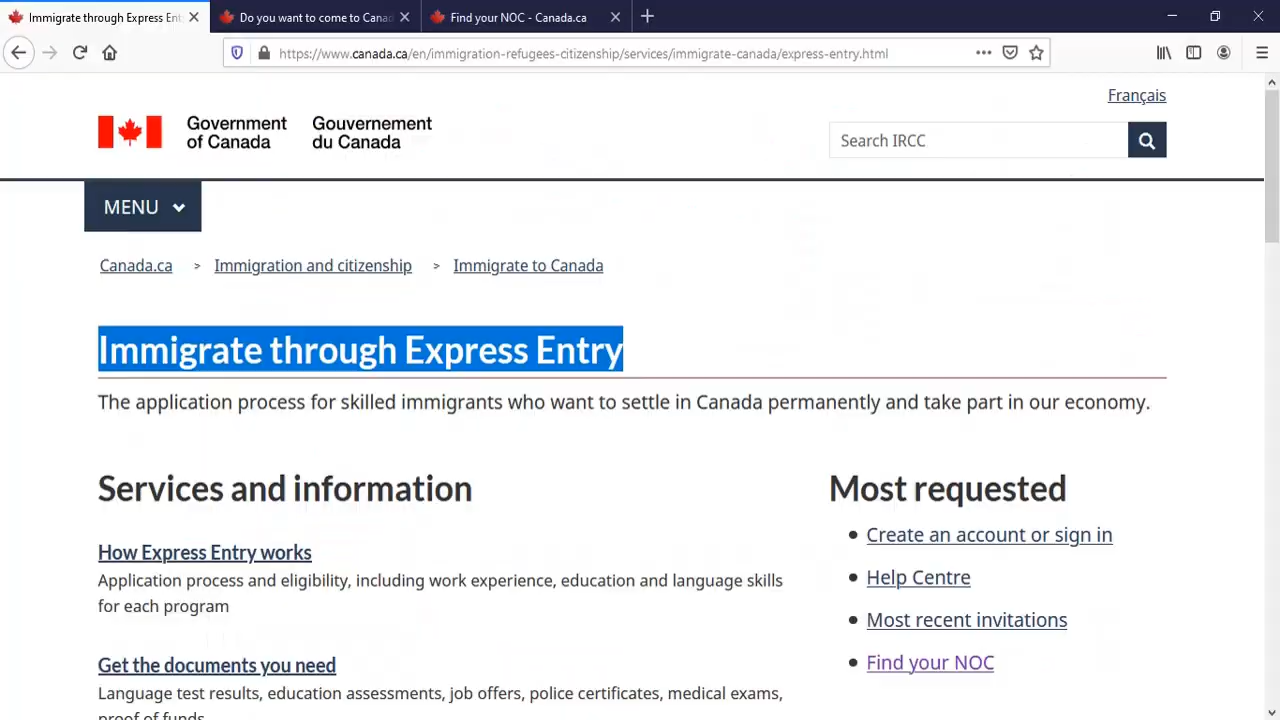 Immigrate through Express Ent
Do you want to come to Canad
Find your NOC - Canada.ca
https://www.canada.ca/en/immigration-refugees-citizenship/services/immigrate-canada/express-entry.html
Français
Government of Canada
Gouvernement du Canada
Search IRCC
MENU
Canada.ca > Immigration and citizenship > Immigrate to Canada
Immigrate through Express Entry
The application process for skilled immigrants who want to settle in Canada permanently and take part in our economy.
Services and information
How Express Entry works
Application process and eligibility, including work experience, education and language skills
for each program
Get the documents you need
Language test results, education assessments, job offers, police certificates, medical exams,
proof of funds
Most requested
Create an account or sign in
Help Centre
Most recent invitations
Find your NOC